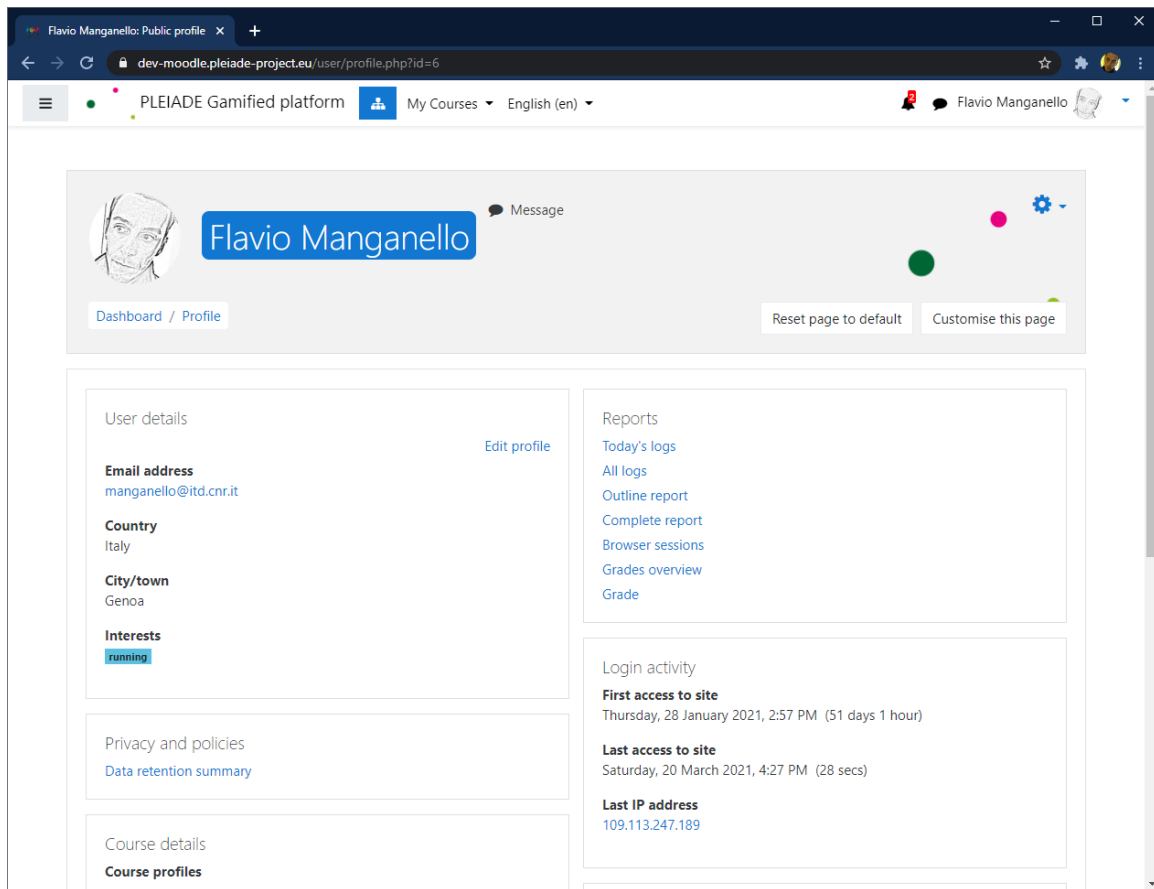 Flavio Manganello: Public profile
dev-moodle.pleiade-project.eu/user/profile.php?id=6
PLEIADE Gamified platform
My Courses
English (en)
2
Flavio Manganello
Flavio Manganello
Message
Dashboard / Profile
Reset page to default
Customise this page
User details
Edit profile
Email address
manganello@itd.cnr.it
Country
Italy
City/town
Genoa
Interests
running
Privacy and policies
Data retention summary
Course details
Course profiles
Reports
Today's logs
All logs
Outline report
Complete report
Browser sessions
Grades overview
Grade
Login activity
First access to site
Thursday, 28 January 2021, 2:57 PM (51 days 1 hour)
Last access to site
Saturday, 20 March 2021, 4:27 PM (28 secs)
Last IP address
109.113.247.189